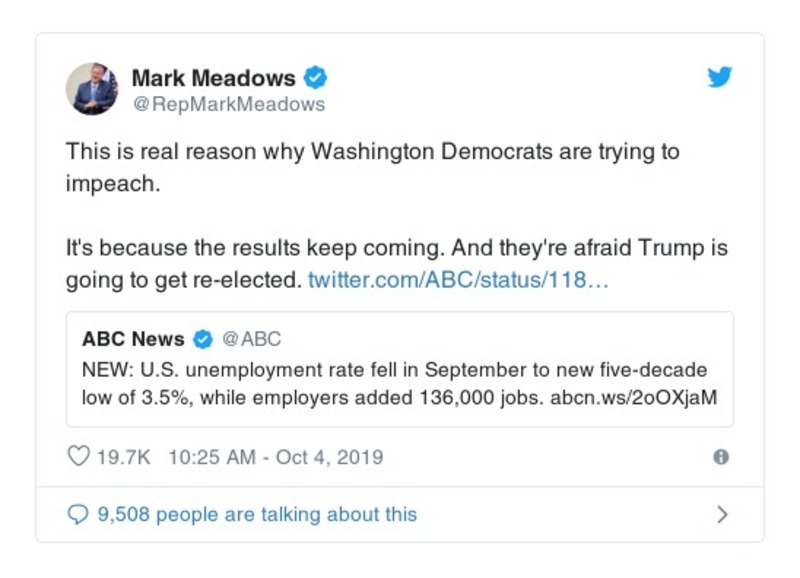 Mark Meadows
@RepMarkMeadows
This is real reason why Washington Democrats are trying to
impeach.
It's because the results keep coming. And they're afraid Trump is
going to get re-elected. twitter.com/ABC/status/118…
ABC News @ABC
NEW: U.S. unemployment rate fell in September to new five-decade
low of 3.5%, while employers added 136,000 jobs. abcn.ws/2oOXjaM
19.7K 10:25 AM - Oct 4, 2019
9,508 people are talking about this